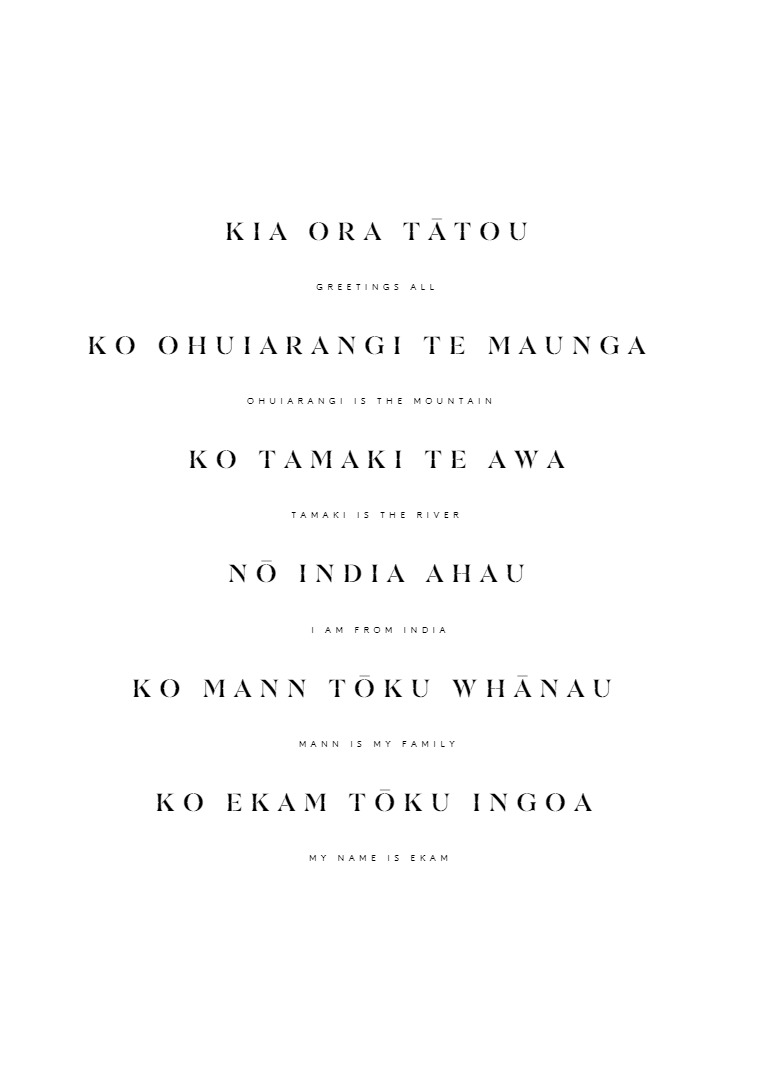 KIA ORA TĀTOU
GREETINGS ALL
KO OHUIARANGI TE MAUNGA
OHUIARANGI IS THE MOUNTAIN
KO TAMAKI TE AWA
TAMAKI IS THE RIVER
NŌ INDIA AHAU
I AM FROM INDIA
KO MANN TŌKU WHĀNAU
MANN IS MY FAMILY
KO EKAM TŌKU INGOA
MY NAME IS EKAM